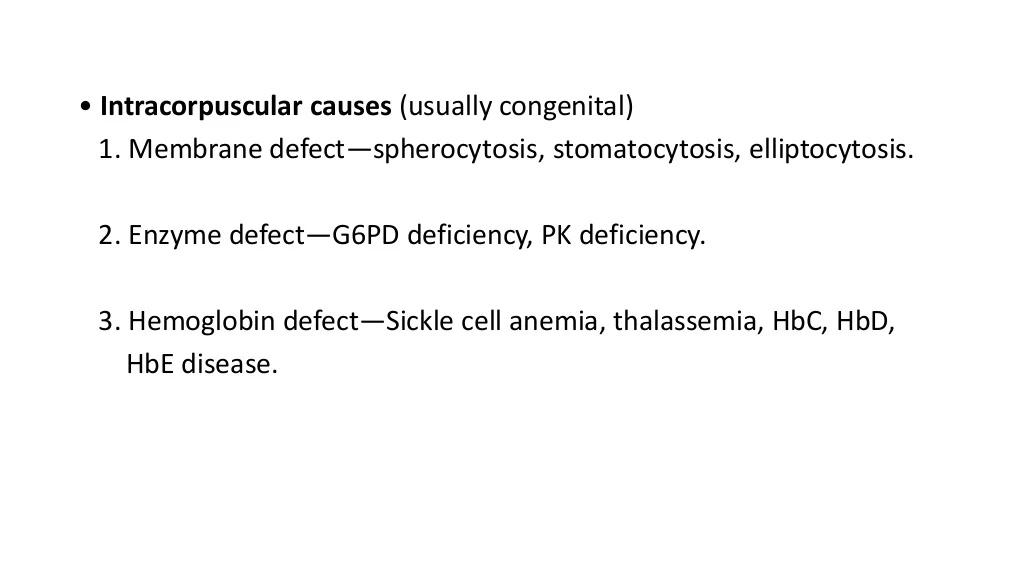 • Intracorpuscular causes (usually congenital)
1. Membrane defect—spherocytosis, stomatocytosis, elliptocytosis.
2. Enzyme defect—G6PD deficiency, PK deficiency.
3. Hemoglobin defect—Sickle cell anemia, thalassemia, HbC, HbD,
HbE disease.